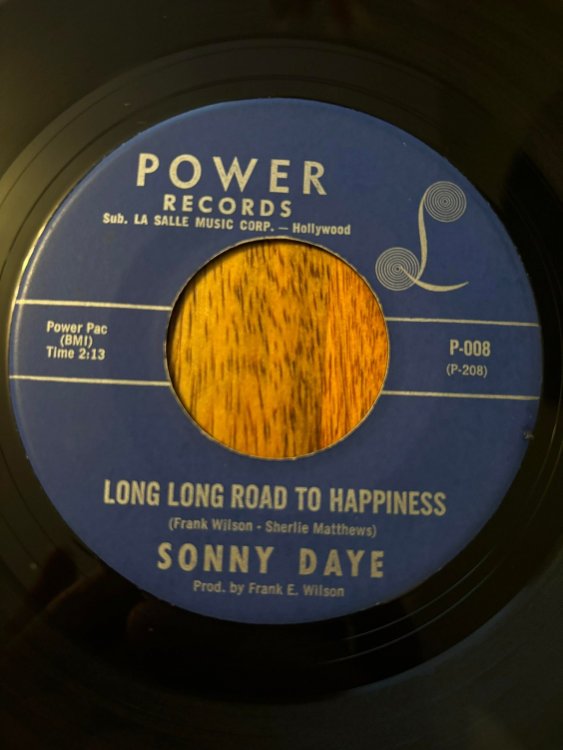 POWER
RECORDS
Sub. LA SALLE MUSIC CORP. — Hollywood
Power Pac
(BMI)
Time 2:13
P-008
(P-208)
LONG LONG ROAD TO HAPPINESS
(Frank Wilson - Sherlie Matthews)
SONNY DAYE
Prod. by Frank E. Wilson